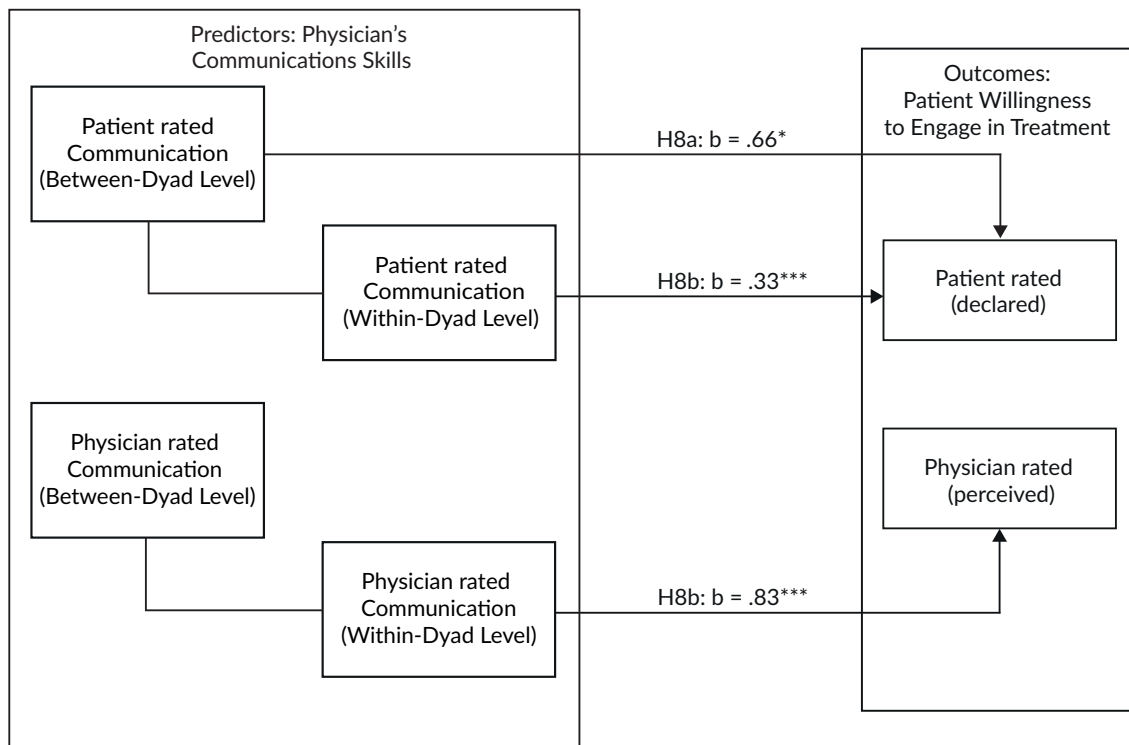 Predictors: Physician's
Communications Skills
Patient rated
Communication
(Between-Dyad Level)
Patient rated
Communication
(Within-Dyad Level)
Physician rated
Communication
(Between-Dyad Level)
Physician rated
Communication
(Within-Dyad Level)
H8a: b = .66*
H8b: b = .33***
H8b: b = .83***
Outcomes:
Patient Willingness
to Engage in Treatment
Patient rated
(declared)
Physician rated
(perceived)